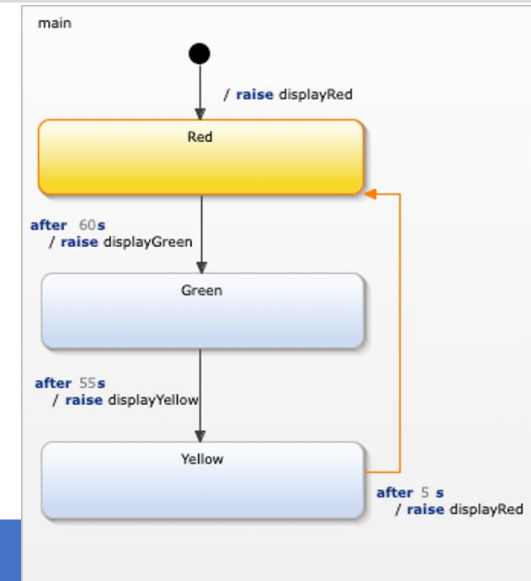 main
/ raise displayRed
Red
after 60s
/ raise displayGreen
Green
after 55s
/ raise displayYellow
Yellow
after 5 s
/ raise displayRed